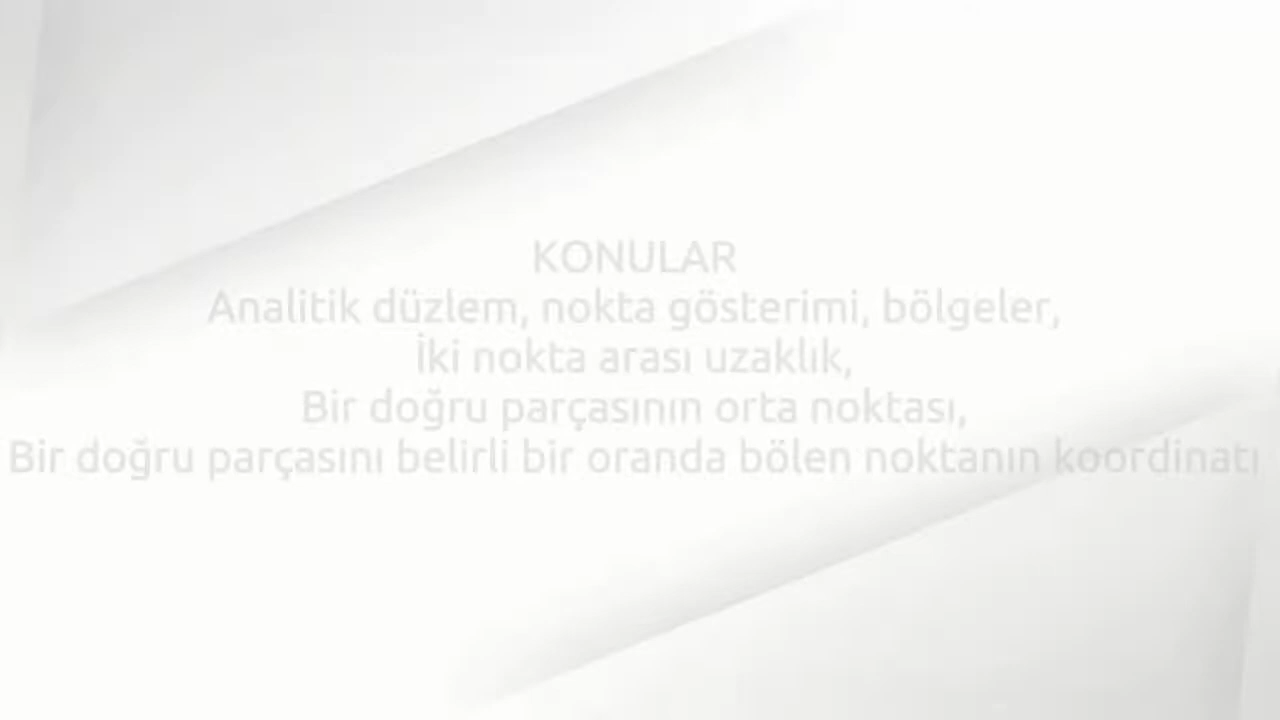 KONULAR
Analitik düzlem, nokta gösterimi, bölgeler,
İki nokta arası uzaklık,
Bir doğru parçasının orta noktası,
Bir doğru parçasını belirli bir oranda bölen noktanın koordinatı